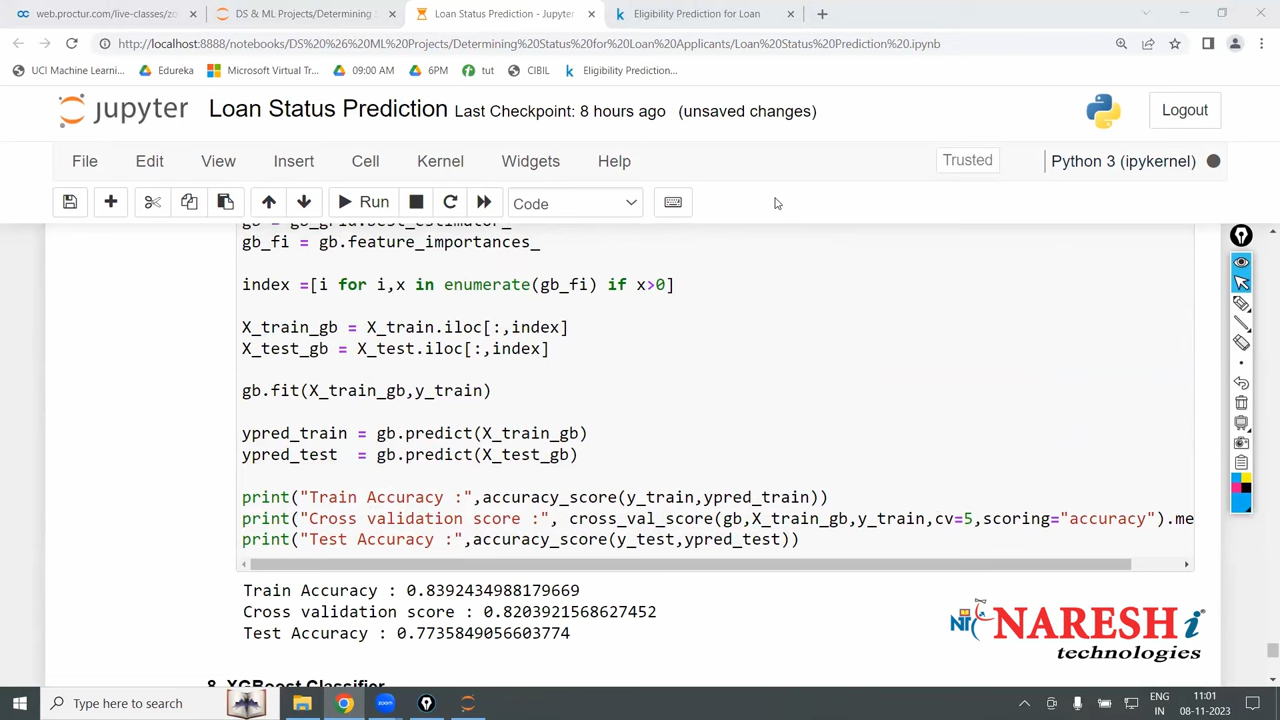 web.proctur.com/live-classes/zo
DS & ML Projects/Determining S
Loan Status Prediction - Jupyter
Eligibility Prediction for Loan
http://localhost:8888/notebooks/DS%20%26%20ML%20Projects/Determining%20Status%20for%20Loan%20Applicants/Loan%20Status%20Prediction%20.ipynb
UCI Machine Learni...
Edureka
Microsoft Virtual Tr...
09:00 AM
6PM
tut
CIBIL
Eligibility Prediction...
jupyter
Loan Status Prediction Last Checkpoint: 8 hours ago (unsaved changes)
Logout
File Edit View Insert Cell Kernel Widgets Help
Trusted
Python 3 (ipykernel)
Run
Code
gb = gb_grid.best_estimator_
gb_fi = gb.feature_importances_
index =[i for i,x in enumerate(gb_fi) if x>0]
X_train_gb = X_train.iloc[:,index]
X_test_gb = X_test.iloc[:,index]
gb.fit(X_train_gb,y_train)
ypred_train = gb.predict(X_train_gb)
ypred_test  = gb.predict(X_test_gb)
print("Train Accuracy :",accuracy_score(y_train,ypred_train))
print("Cross validation score :", cross_val_score(gb,X_train_gb,y_train,cv=5,scoring="accuracy").me
print("Test Accuracy :",accuracy_score(y_test,ypred_test))
Train Accuracy : 0.8392434988179669
Cross validation score : 0.8203921568627452
Test Accuracy : 0.7735849056603774
NARESH i
technologies
8. XGBoost Classifier
Type here to search
zoom
ENG
IN
11:01
08-11-2023